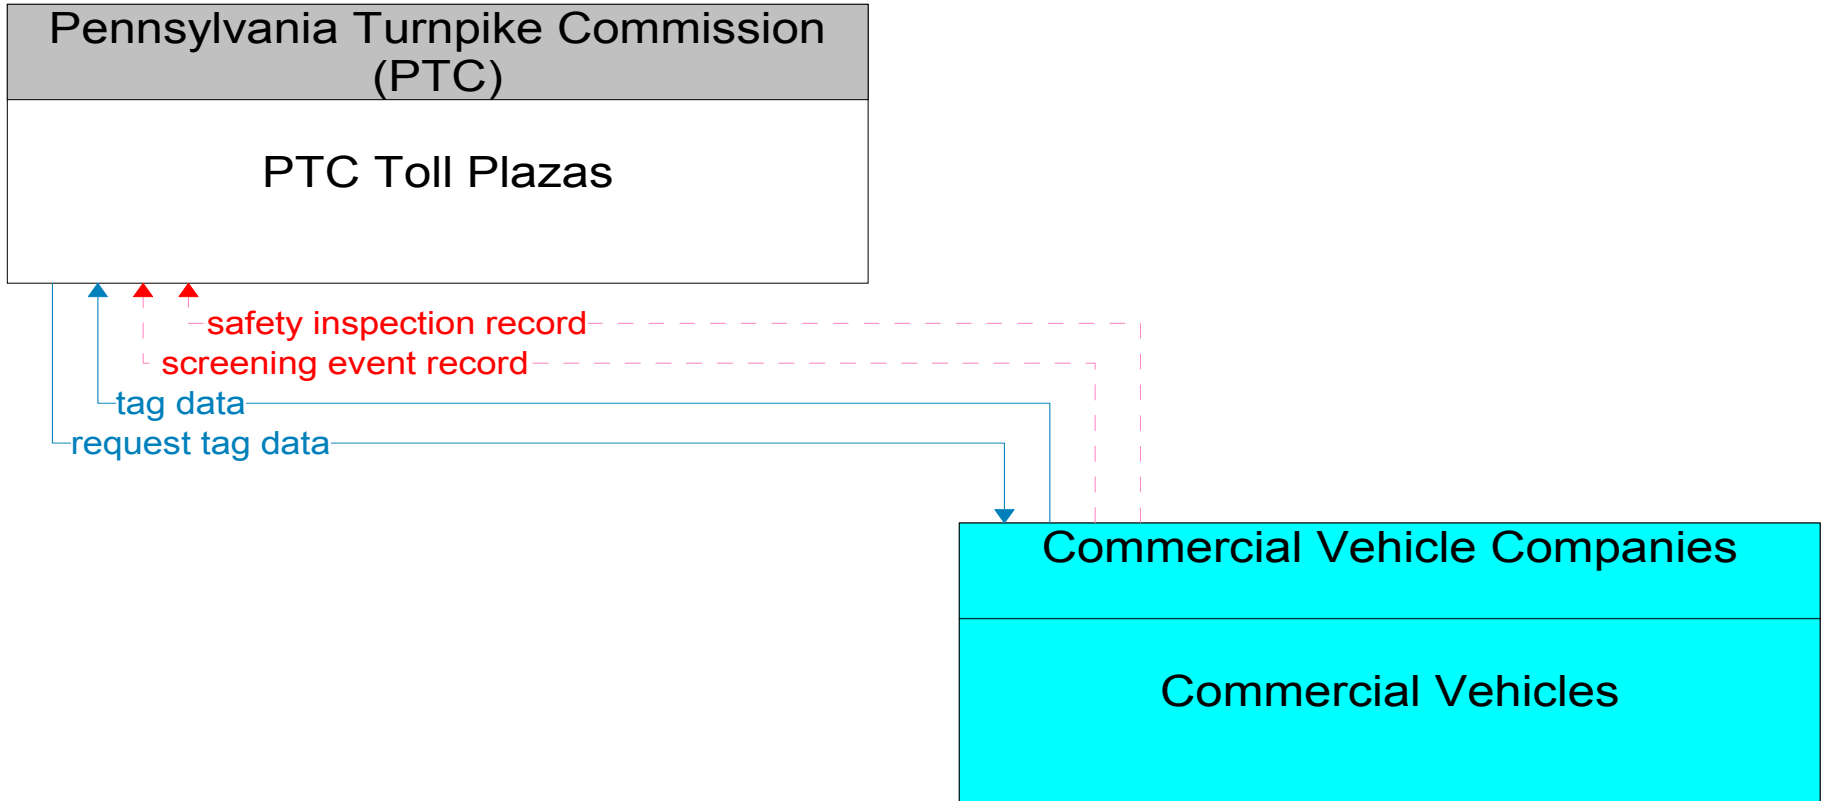 Pennsylvania Turnpike Commission
(PTC)
PTC Toll Plazas
safety inspection record
screening event record
tag data
request tag data
Commercial Vehicle Companies
Commercial Vehicles